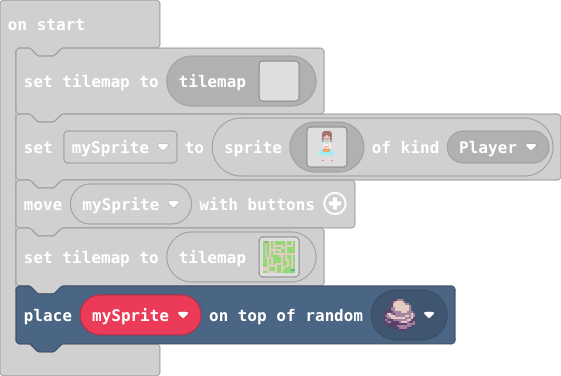 on start
set tilemap to tilemap
set mySprite to sprite of kind Player
move mySprite with buttons
set tilemap to tilemap
place mySprite on top of random